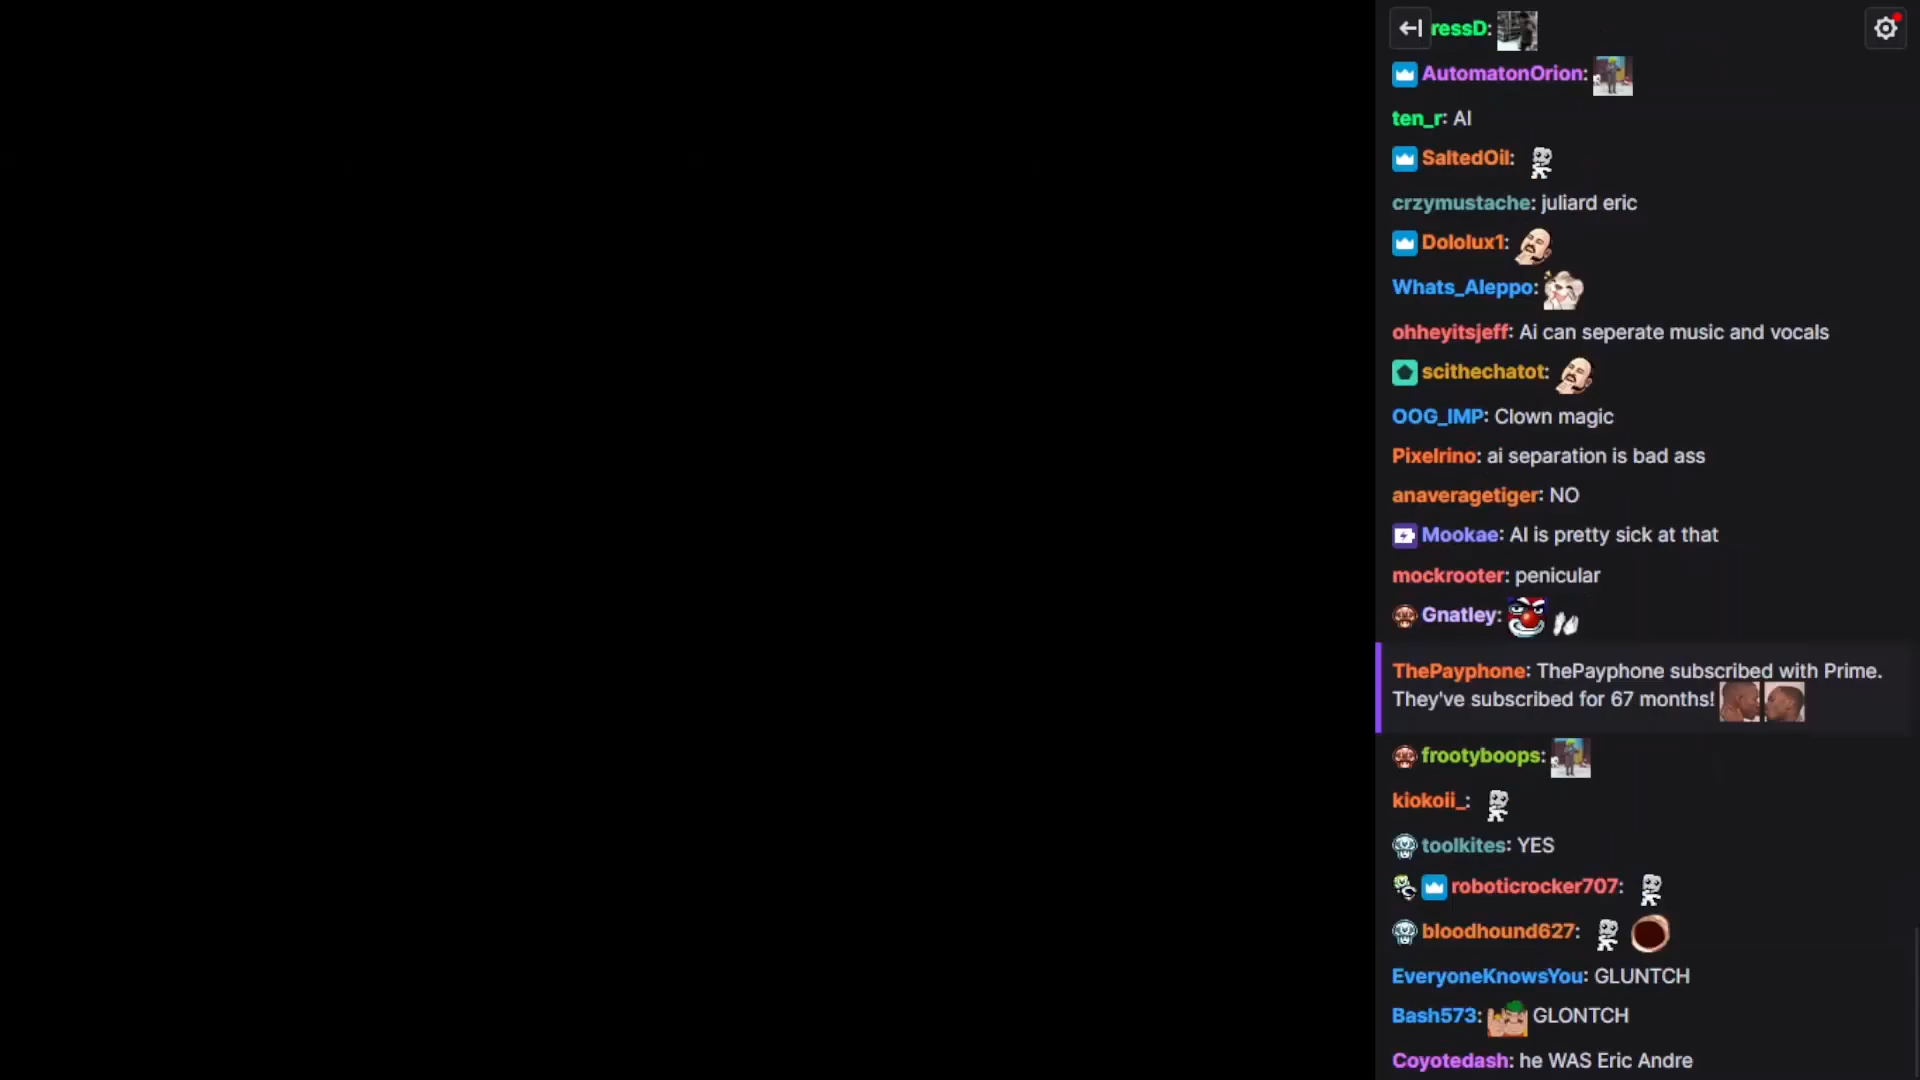 ressD:
AutomatonOrion:
ten_r: AI
SaltedOil:
crzymustache: juliard eric
Dololux1:
Whats_Aleppo:
ohheyitsjeff: Ai can seperate music and vocals
scithechatot:
OOG_IMP: Clown magic
Pixelrino: ai separation is bad ass
anaveragetiger: NO
Mookae: AI is pretty sick at that
mockrooter: penicular
Gnatley:
ThePayphone: ThePayphone subscribed with Prime.
They've subscribed for 67 months!
frootyboops:
kiokoii_:
toolkites: YES
roboticrocker707:
bloodhound627:
EveryoneKnowsYou: GLUNTCH
Bash573: GLONTCH
Coyotedash: he WAS Eric Andre